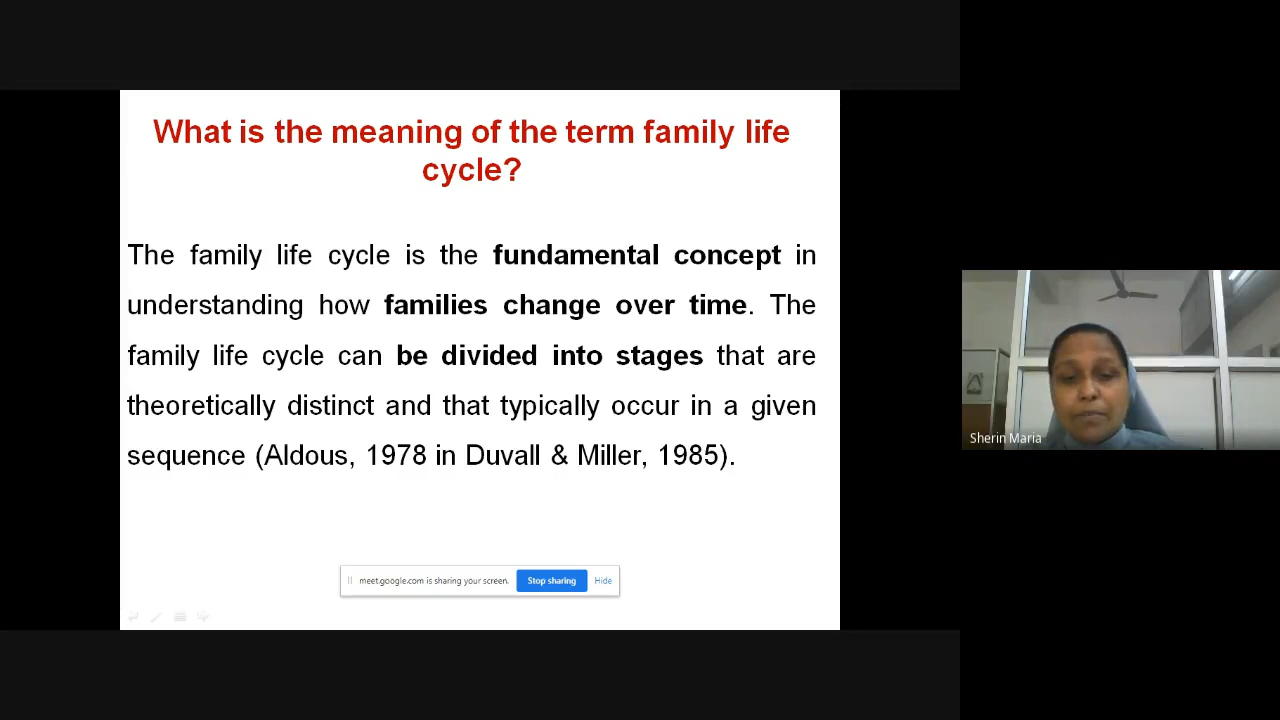 What is the meaning of the term family life
cycle?
The family life cycle is the fundamental concept in
understanding how families change over time. The
family life cycle can be divided into stages that are
theoretically distinct and that typically occur in a given
sequence (Aldous, 1978 in Duvall & Miller, 1985).
meet.google.com is sharing your screen. Stop sharing Hide
Sherin Maria